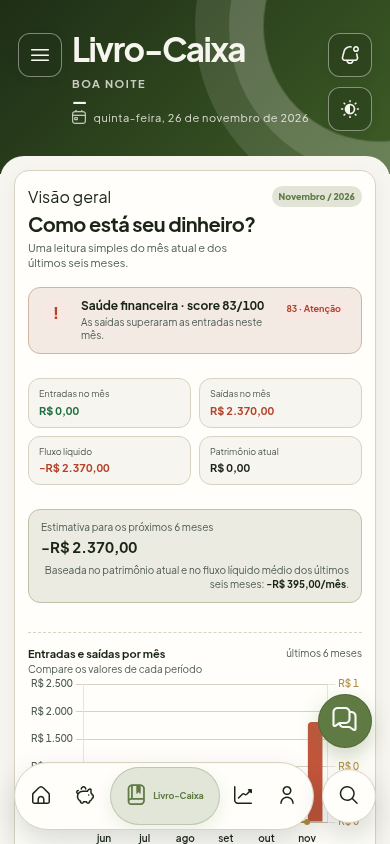 Livro-Caixa
BOA NOITE
quinta-feira, 26 de novembro de 2026
Visão geral
Novembro / 2026
Como está seu dinheiro?
Uma leitura simples do mês atual e dos
últimos seis meses.
!
Saúde financeira · score 83/100
83 · Atenção
As saídas superaram as entradas neste
mês.
Entradas no mês
R$ 0,00
Saídas no mês
R$ 2.370,00
Fluxo líquido
-R$ 2.370,00
Patrimônio atual
R$ 0,00
Estimativa para os próximos 6 meses
-R$ 2.370,00
Baseada no patrimônio atual e no fluxo líquido médio dos últimos
seis meses: -R$ 395,00/mês.
Entradas e saídas por mês
últimos 6 meses
Compare os valores de cada período
R$ 2.500
R$ 1
R$ 2.000
R$ 1.500
R$ 0
Livro-Caixa
jun jul ago set out nov